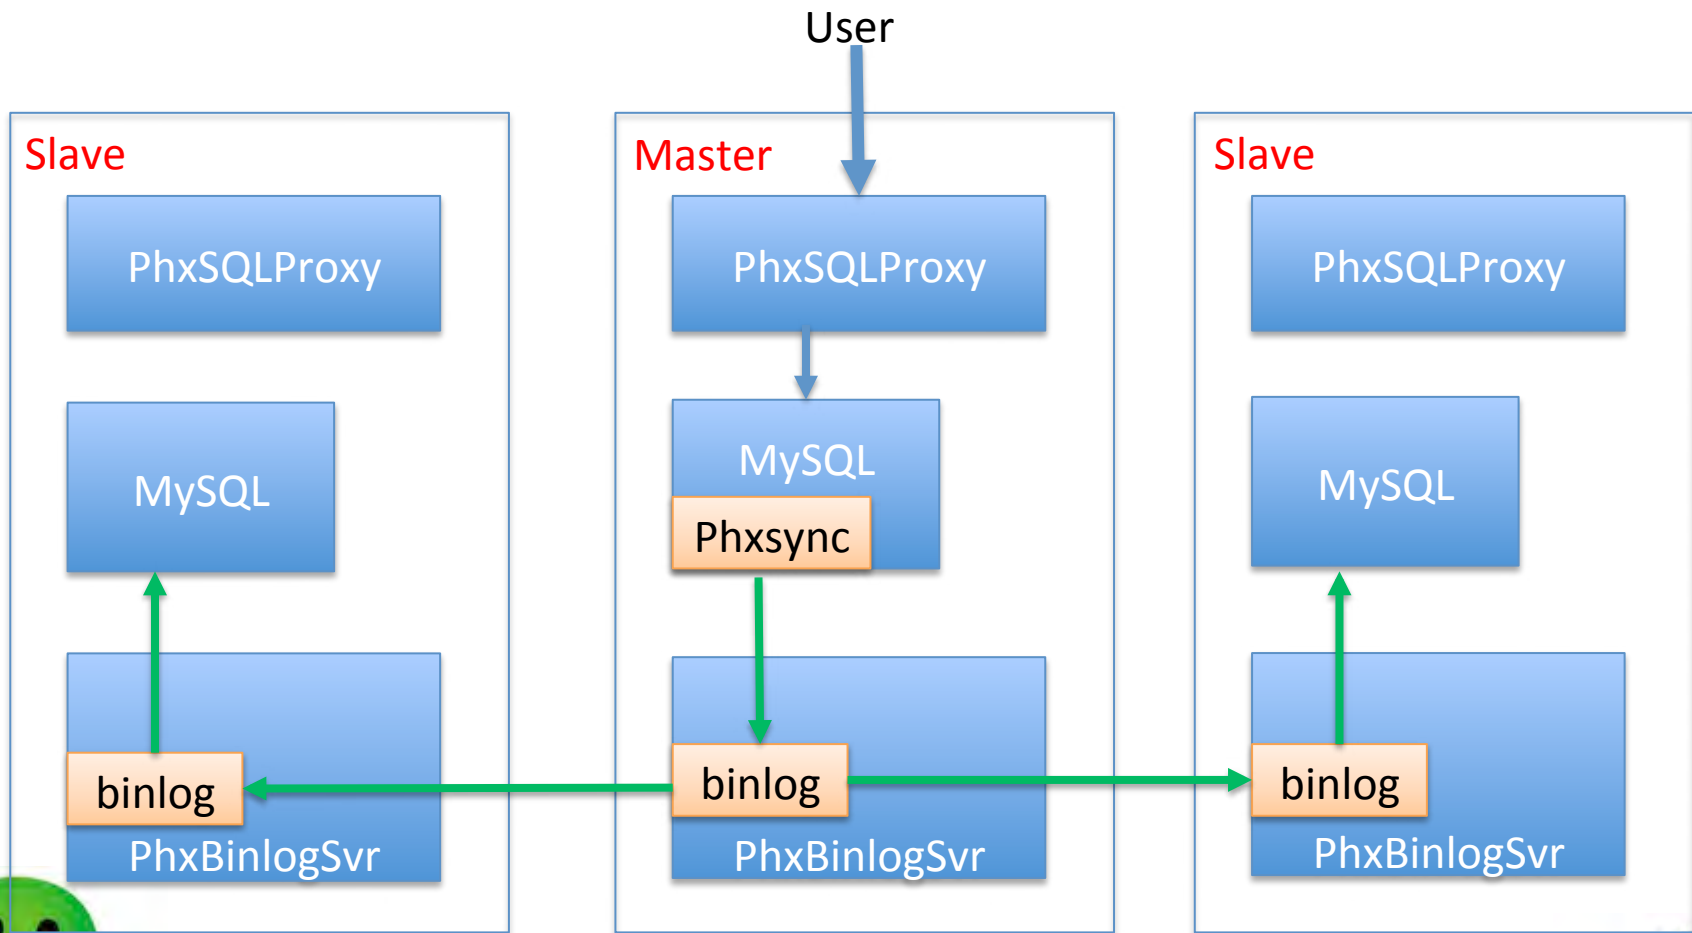 User
Slave
PhxSQLProxy
MySQL
binlog
PhxBinlogSvr
Master
PhxSQLProxy
MySQL
Phxsync
binlog
PhxBinlogSvr
Slave
PhxSQLProxy
MySQL
binlog
PhxBinlogSvr